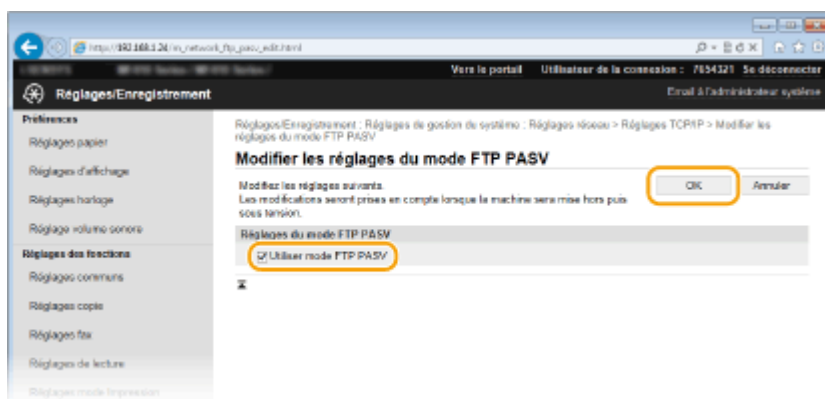 http://192.168.1.24/m_network_ftp_pasv_edit.html
Vers le portail Utilisateur de la connexion : 7654321 Se déconnecter
Réglages/Enregistrement
Email à l'administrateur système
Préférences
Réglages papier
Réglages d'affichage
Réglages horloge
Réglage volume sonore
Réglages des fonctions
Réglages communs
Réglages copie
Réglages fax
Réglages de lecture
Réglages mode Impression
Réglages/Enregistrement : Réglages de gestion du système : Réglages réseau > Réglages TCP/IP > Modifier les
réglages du mode FTP PASV
Modifier les réglages du mode FTP PASV
Modifiez les réglages suivants.
Les modifications seront prises en compte lorsque la machine sera mise hors puis
sous tension.
OK Annuler
Réglages du mode FTP PASV
Utiliser mode FTP PASV